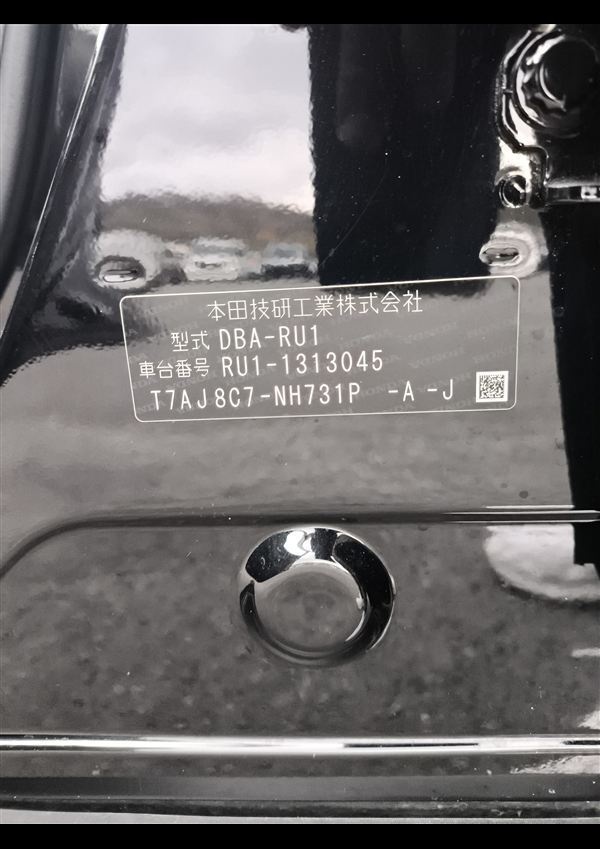 本田技研工業株式会社
型式 DBA-RU1
車台番号 RU1-1313045
T7AJ8C7-NH731P -A -J